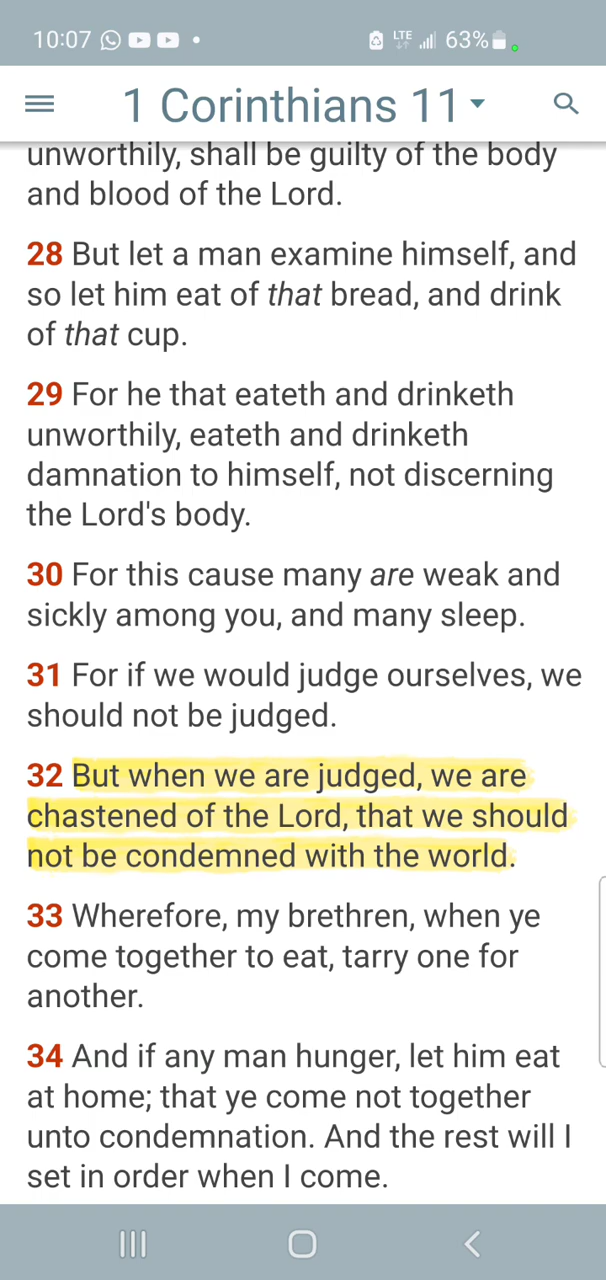 10:07 LTE 63%
1 Corinthians 11
unworthily, shall be guilty of the body
and blood of the Lord.
28 But let a man examine himself, and
so let him eat of that bread, and drink
of that cup.
29 For he that eateth and drinketh
unworthily, eateth and drinketh
damnation to himself, not discerning
the Lord's body.
30 For this cause many are weak and
sickly among you, and many sleep.
31 For if we would judge ourselves, we
should not be judged.
32 But when we are judged, we are
chastened of the Lord, that we should
not be condemned with the world.
33 Wherefore, my brethren, when ye
come together to eat, tarry one for
another.
34 And if any man hunger, let him eat
at home; that ye come not together
unto condemnation. And the rest will I
set in order when I come.